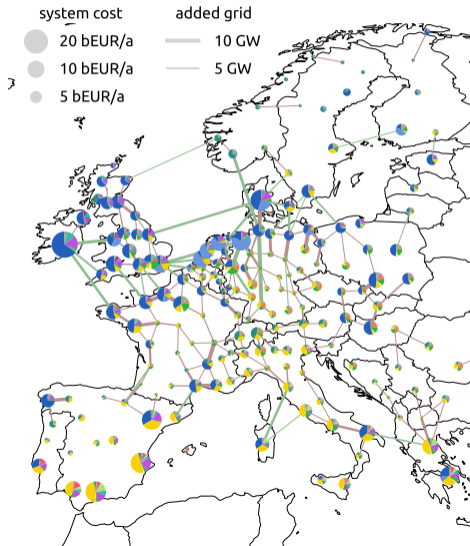 system cost
added grid
20 bEUR/a
10 GW
10 bEUR/a
5 GW
5 bEUR/a